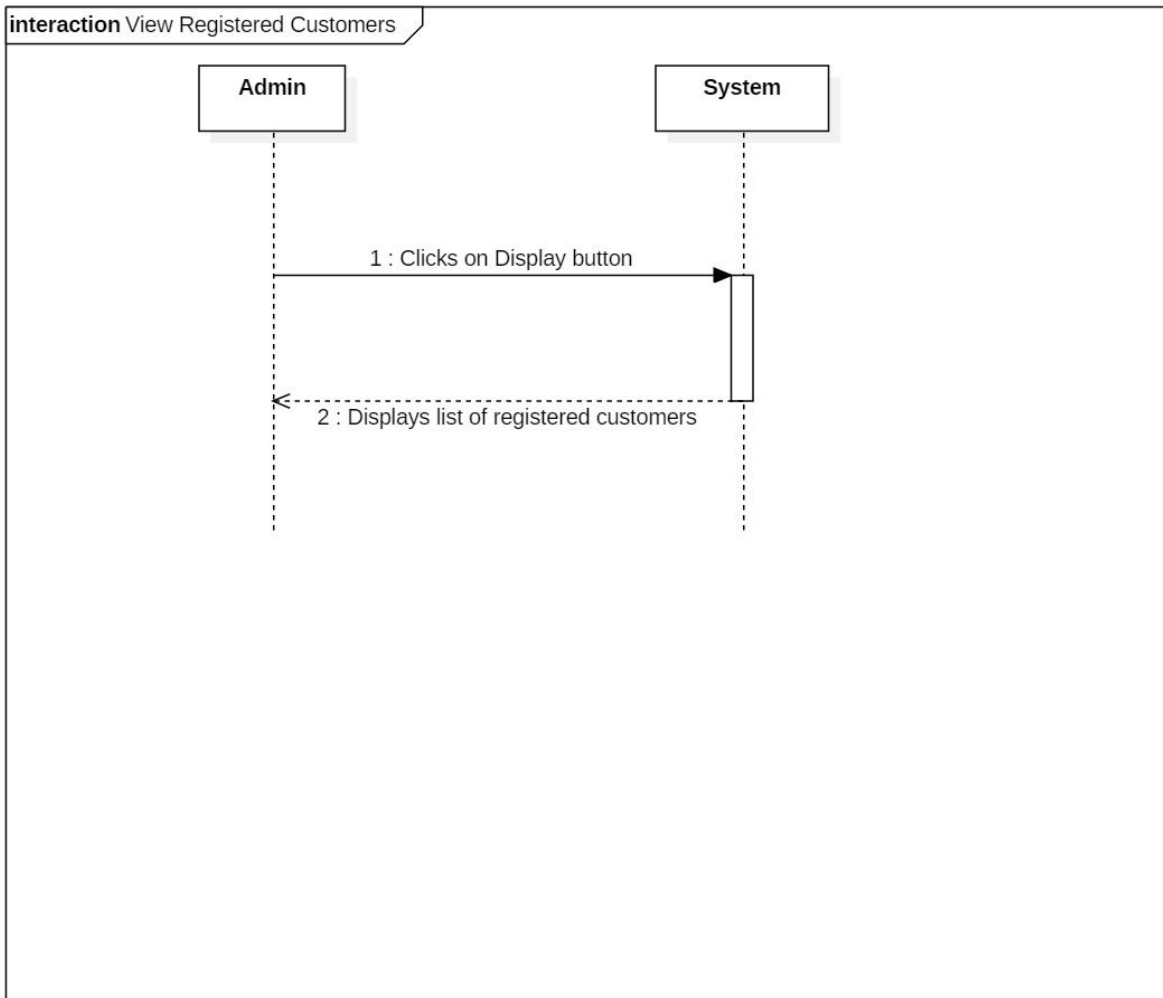 interaction View Registered Customers
Admin
System
1 : Clicks on Display button
2 : Displays list of registered customers